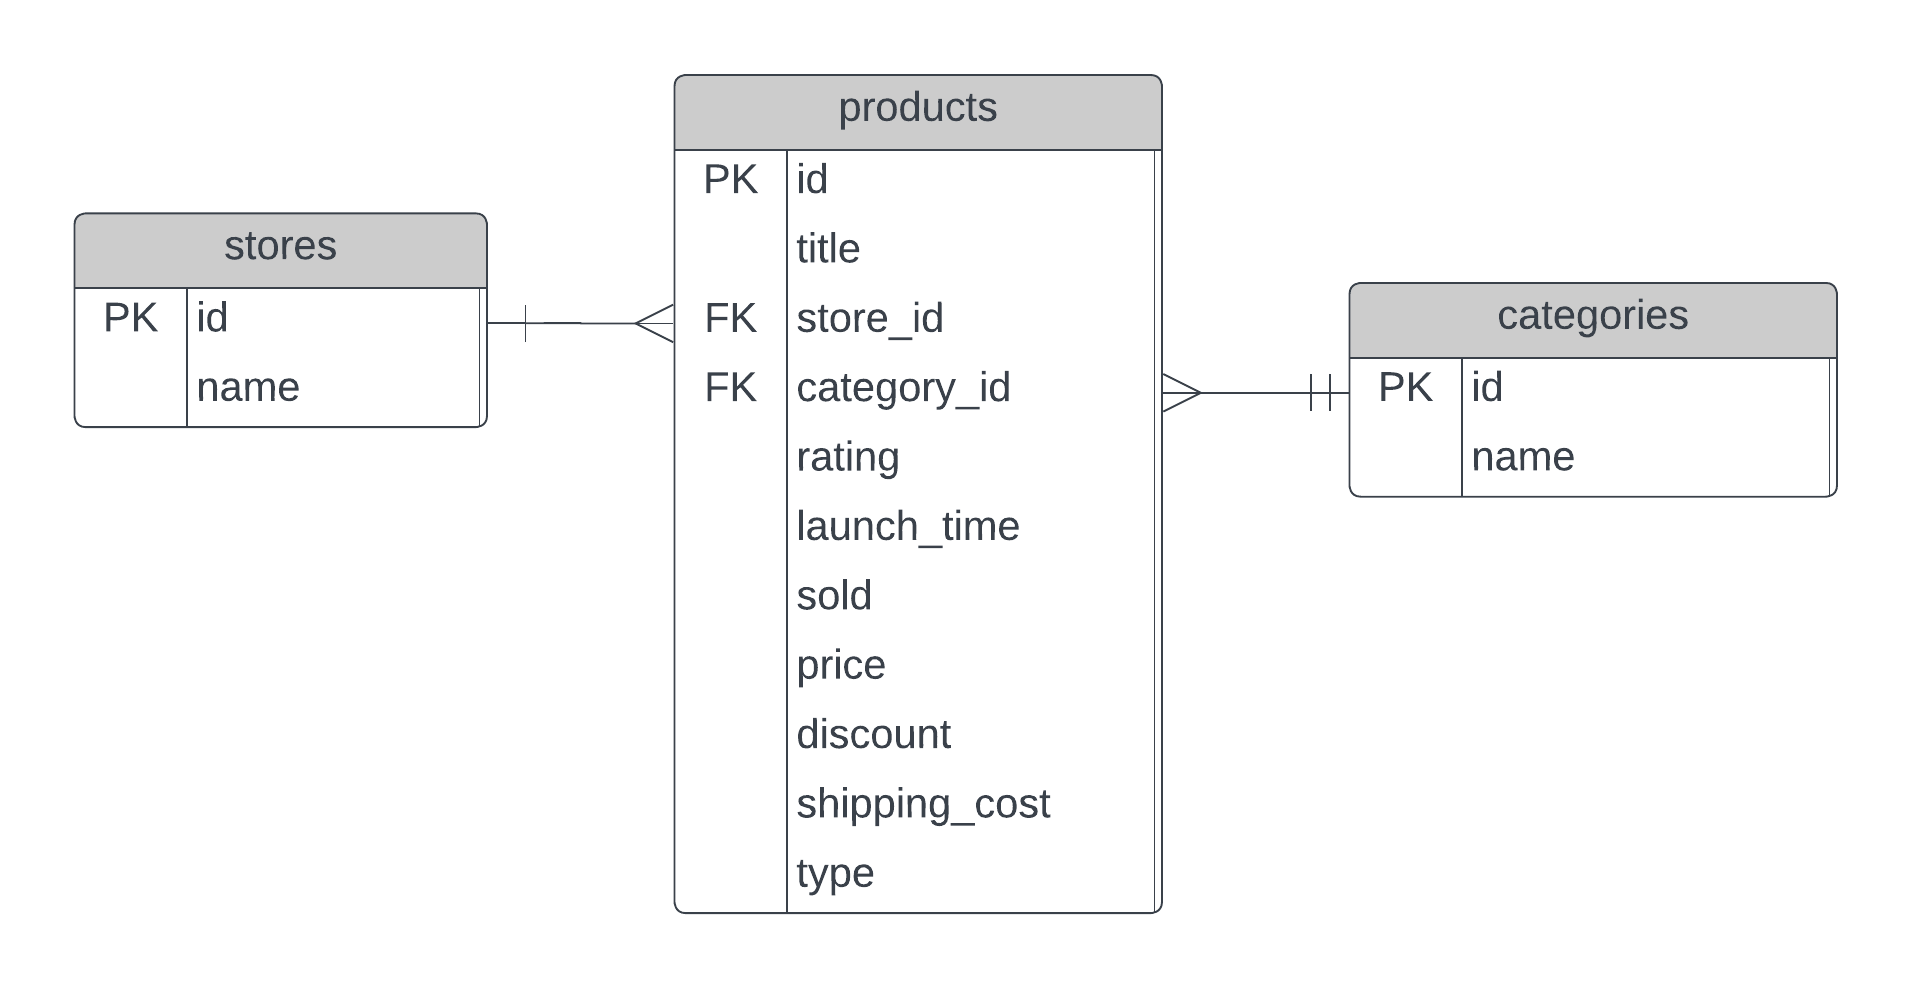 stores
PK id
name
products
PK id
title
FK store_id
FK category_id
rating
launch_time
sold
price
discount
shipping_cost
type
categories
PK id
name